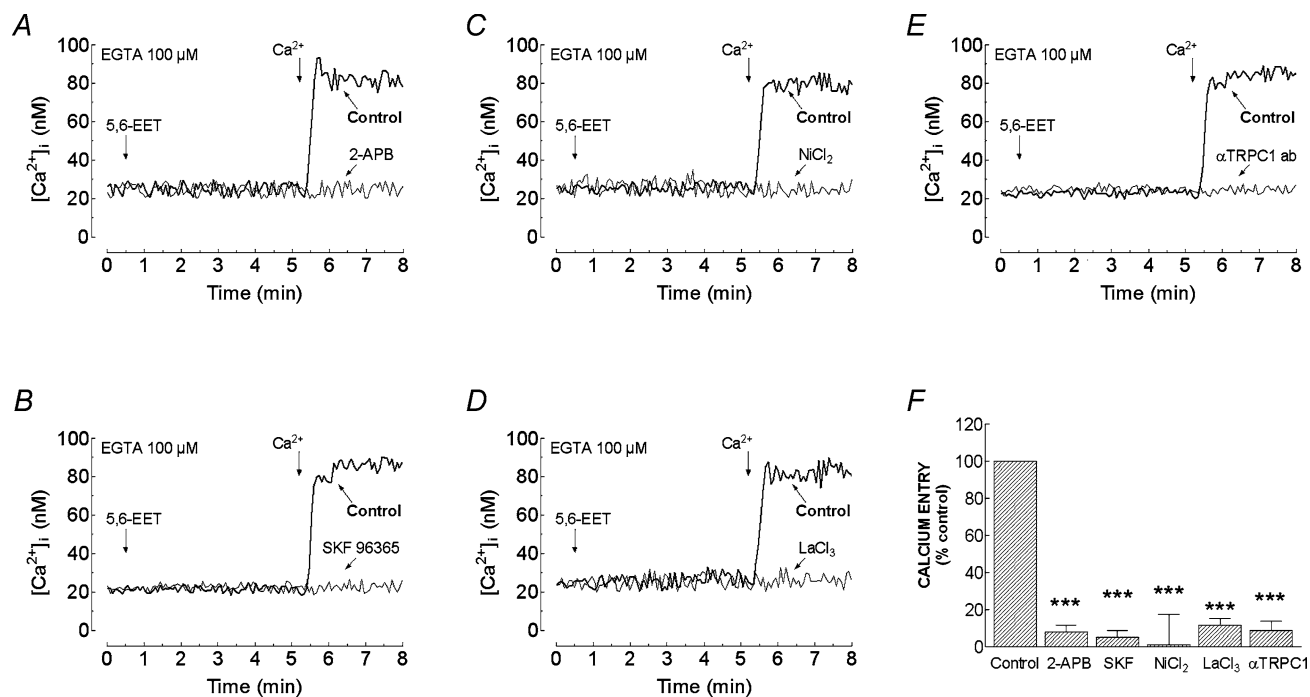 A
EGTA 100 µM
Ca²⁺
5,6-EET
Control
2-APB
[Ca²⁺]ᵢ (nM)
100
80
60
40
20
0
0 1 2 3 4 5 6 7 8
Time (min)
C
EGTA 100 µM
Ca²⁺
5,6-EET
Control
NiCl₂
[Ca²⁺]ᵢ (nM)
100
80
60
40
20
0
0 1 2 3 4 5 6 7 8
Time (min)
E
EGTA 100 µM
Ca²⁺
5,6-EET
Control
αTRPC1 ab
[Ca²⁺]ᵢ (nM)
100
80
60
40
20
0
0 1 2 3 4 5 6 7 8
Time (min)
B
EGTA 100 µM
Ca²⁺
5,6-EET
Control
SKF 96365
[Ca²⁺]ᵢ (nM)
100
80
60
40
20
0
0 1 2 3 4 5 6 7 8
Time (min)
D
EGTA 100 µM
Ca²⁺
5,6-EET
Control
LaCl₃
[Ca²⁺]ᵢ (nM)
100
80
60
40
20
0
0 1 2 3 4 5 6 7 8
Time (min)
F
CALCIUM ENTRY
(% control)
120
100
80
60
40
20
0
*** *** *** *** ***
Control 2-APB SKF NiCl₂ LaCl₃ αTRPC1